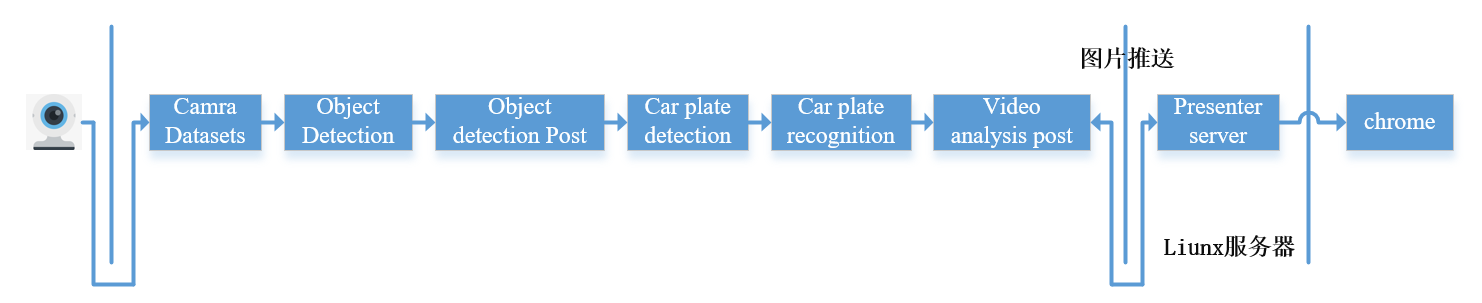 图片推送
Camra
Datasets
Object
Detection
Object
detection Post
Car plate
detection
Car plate
recognition
Video
analysis post
Presenter
server
chrome
Liunx服务器